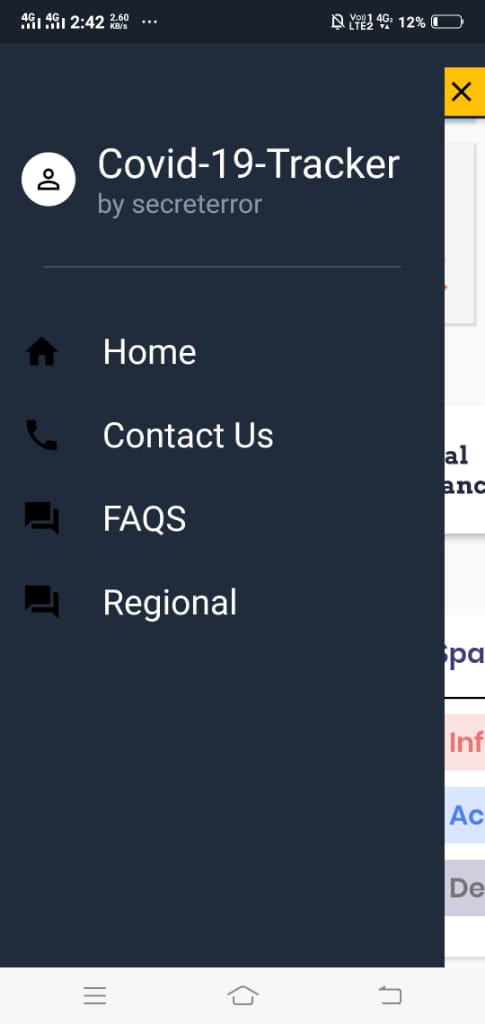 4G 4G 2:42 2.60 KB/s ... Vo)) 1 LTE2 4G 12%
Covid-19-Tracker
by secreterror
Home
al
Contact Us
anc
FAQS
Regional
Spa
Inf
Ac
De